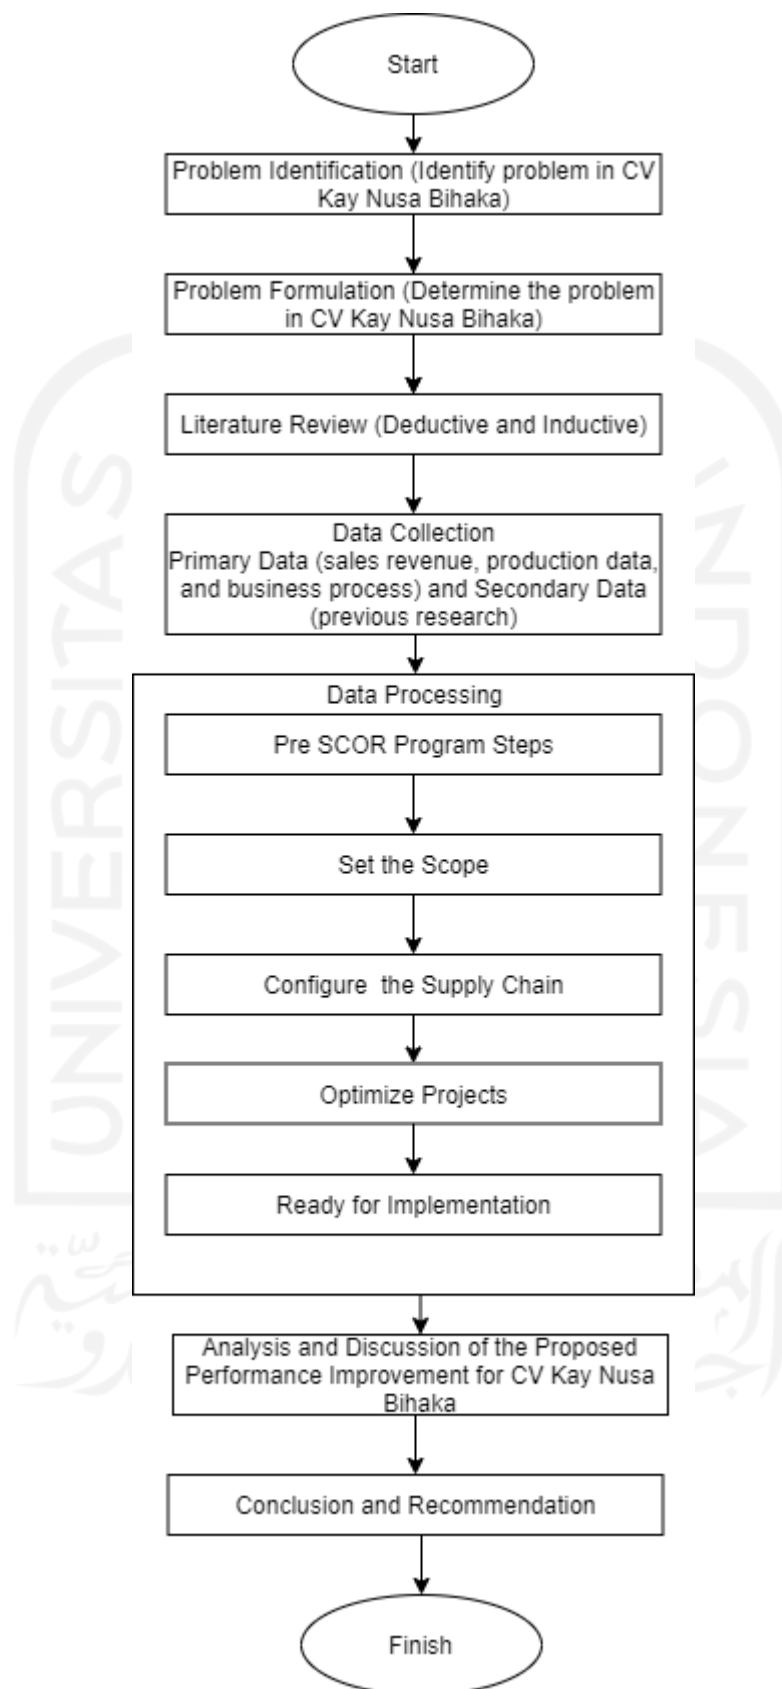 Start
Problem Identification (Identify problem in CV
Kay Nusa Bihaka)
Problem Formulation (Determine the problem
in CV Kay Nusa Bihaka)
Literature Review (Deductive and Inductive)
Data Collection
Primary Data (sales revenue, production data,
and business process) and Secondary Data
(previous research)
Data Processing
Pre SCOR Program Steps
Set the Scope
Configure the Supply Chain
Optimize Projects
Ready for Implementation
Analysis and Discussion of the Proposed
Performance Improvement for CV Kay Nusa
Bihaka
Conclusion and Recommendation
Finish
UNIVERSITAS
NDONESIA